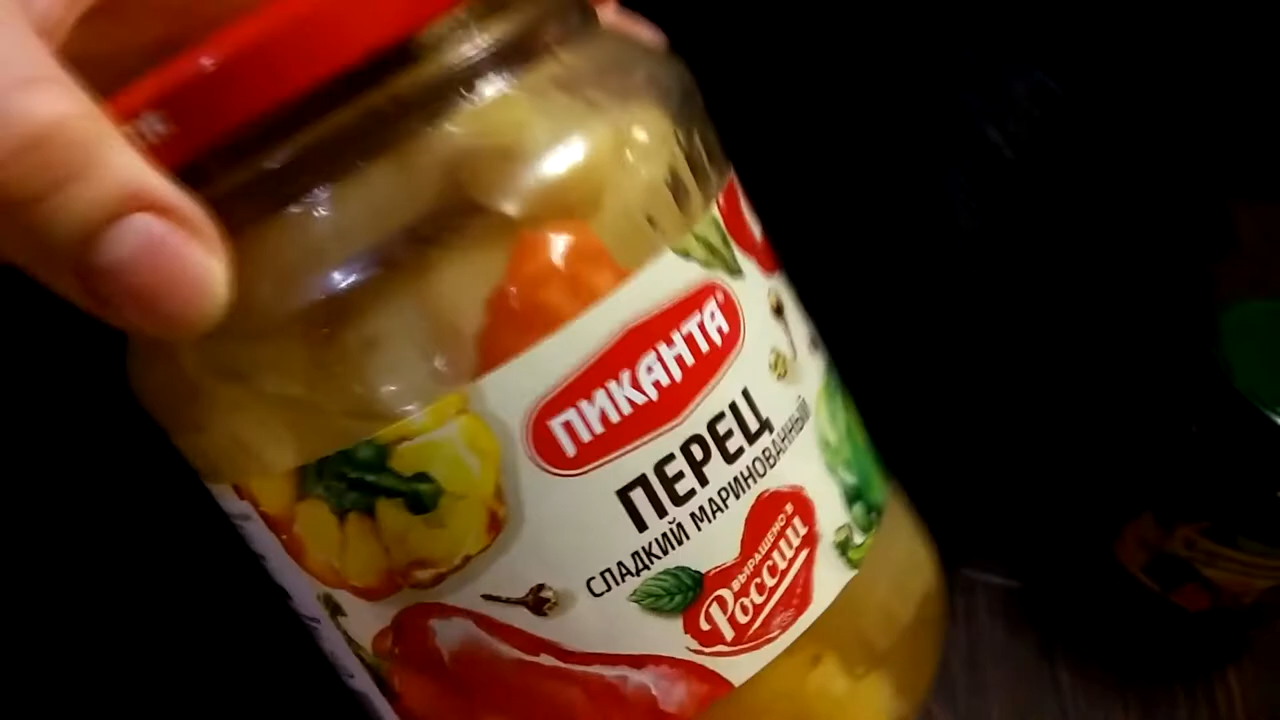 ПИКАНТА
ПЕРЕЦ
СЛАДКИЙ МАРИНОВАННЫЙ
ВЫРАЩЕНО В
России